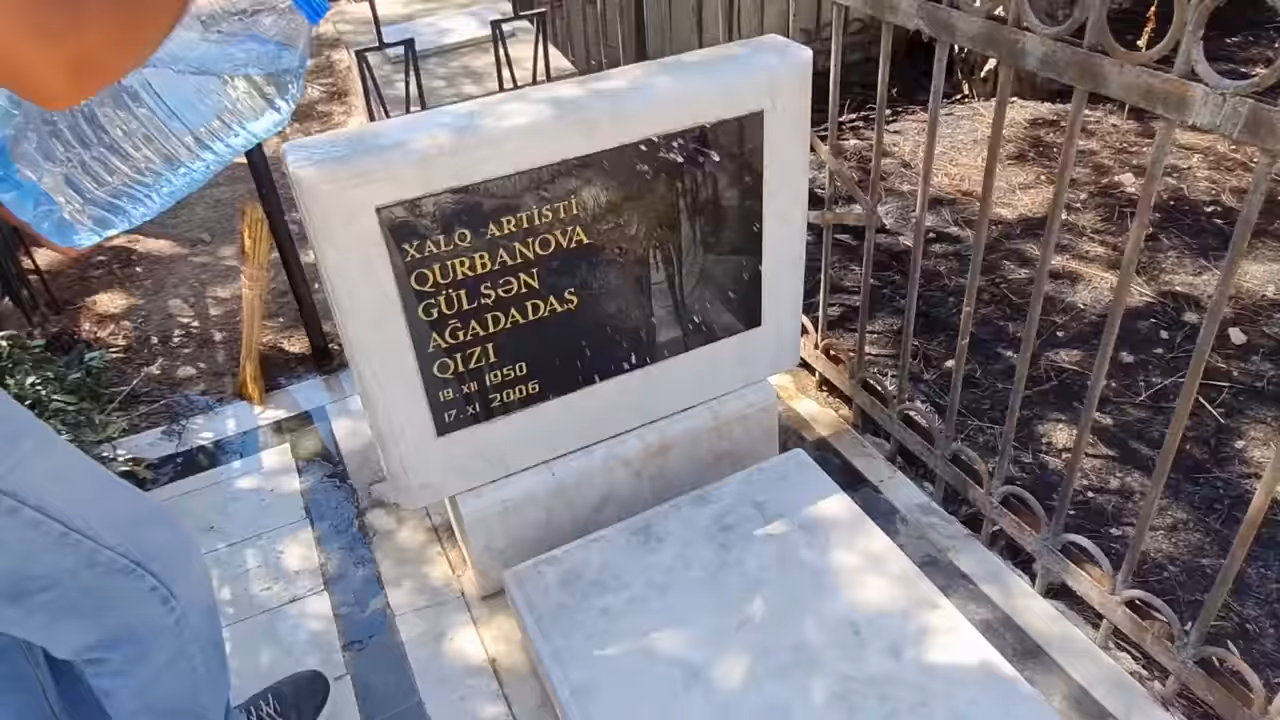 XALQ ARTİSTİ
QURBANOVA
GÜLŞƏN
AĞADADAŞ
QIZI
19.XII 1950
17.XI 2006